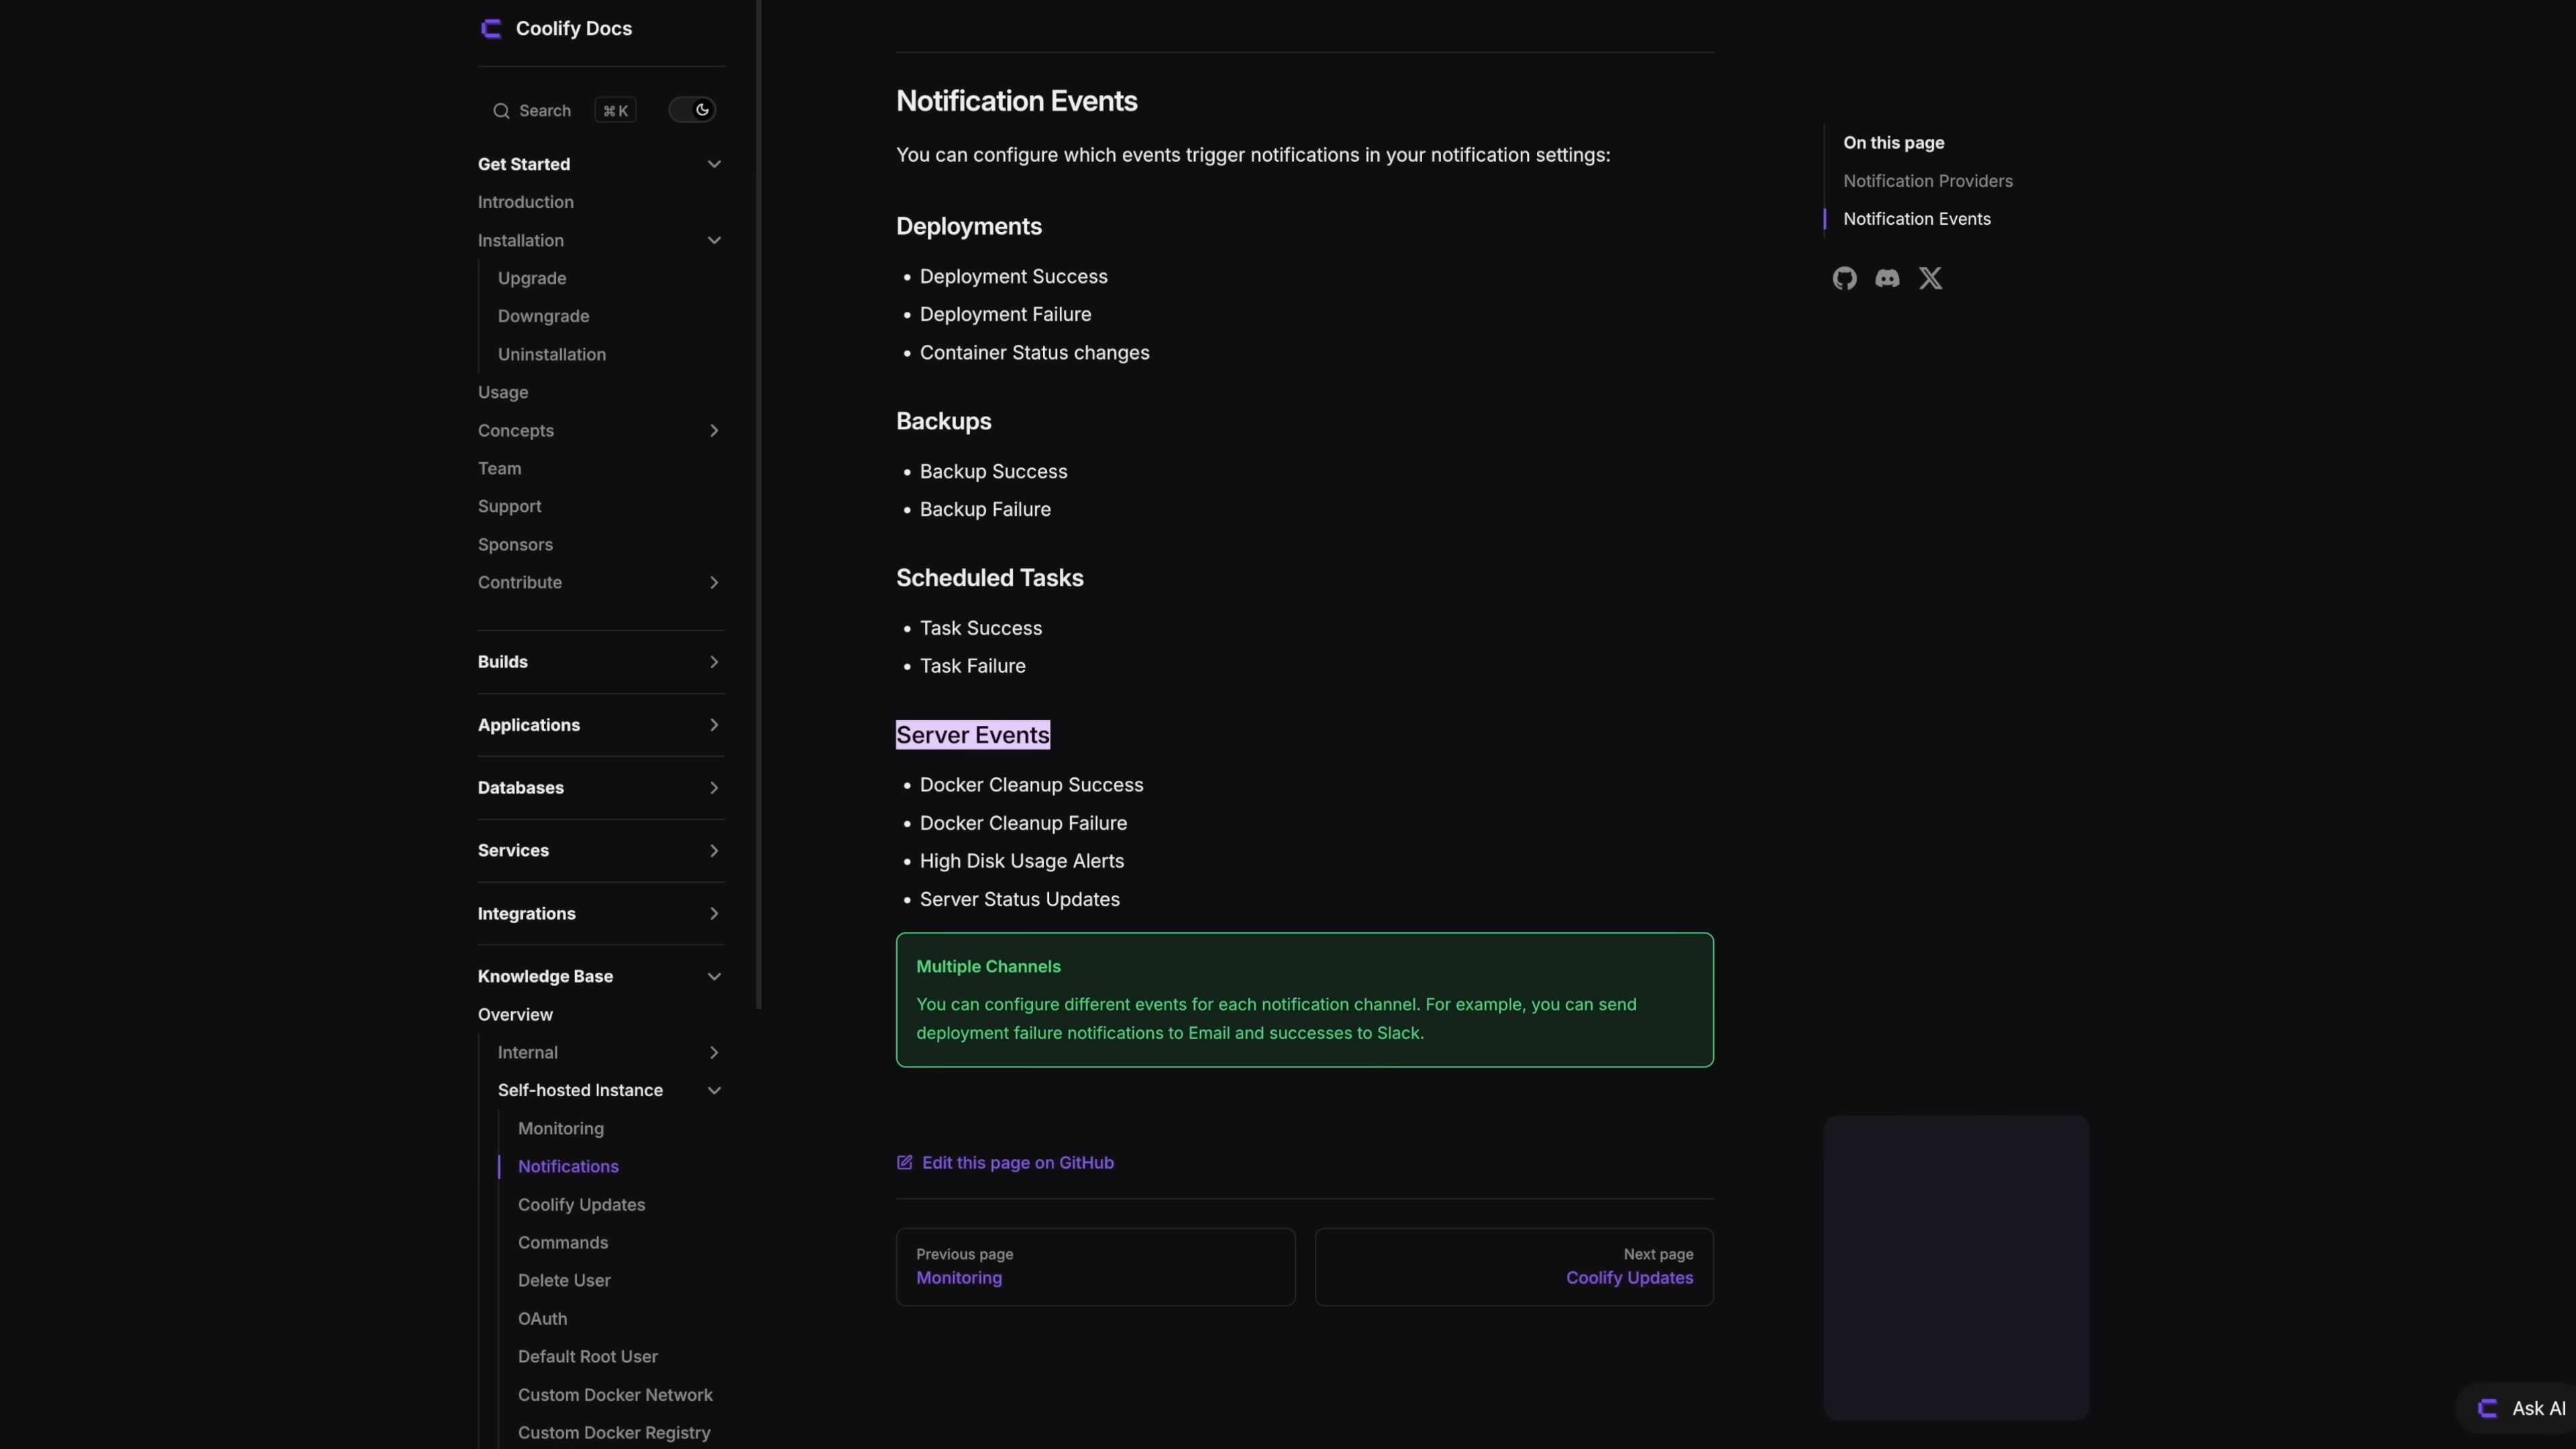 Coolify Docs
Search
⌘ K
Get Started
Introduction
Installation
Upgrade
Downgrade
Uninstallation
Usage
Concepts
Team
Support
Sponsors
Contribute
Builds
Applications
Databases
Services
Integrations
Knowledge Base
Overview
Internal
Self-hosted Instance
Monitoring
Notifications
Coolify Updates
Commands
Delete User
OAuth
Default Root User
Custom Docker Network
Custom Docker Registry
Notification Events
You can configure which events trigger notifications in your notification settings:
Deployments
• Deployment Success
• Deployment Failure
• Container Status changes
Backups
• Backup Success
• Backup Failure
Scheduled Tasks
• Task Success
• Task Failure
Server Events
• Docker Cleanup Success
• Docker Cleanup Failure
• High Disk Usage Alerts
• Server Status Updates
Multiple Channels
You can configure different events for each notification channel. For example, you can send
deployment failure notifications to Email and successes to Slack.
Edit this page on GitHub
Previous page
Monitoring
Next page
Coolify Updates
On this page
Notification Providers
Notification Events
Ask AI